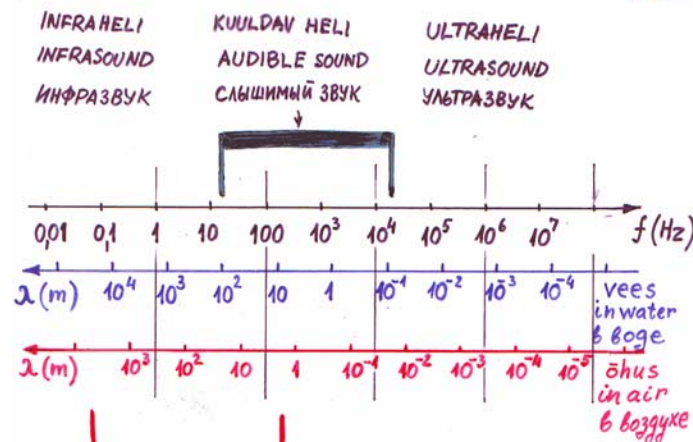 INFRAHELI KUULDAV HELI ULTRAHELI
INFRASOUND AUDIBLE SOUND ULTRASOUND
ИНФРАЗВУК СЛЫШИМЫЙ ЗВУК УЛЬТРАЗВУК
0,01 0,1 1 10 100 10³ 10⁴ 10⁵ 10⁶ 10⁷ f(Hz)
λ(m) 10⁴ 10³ 10² 10 1 10⁻¹ 10⁻² 10⁻³ 10⁻⁴ vees
in water
в воде
λ(m) 10³ 10² 10 1 10⁻¹ 10⁻² 10⁻³ 10⁻⁴ 10⁻⁵ õhus
in air
в воздухе